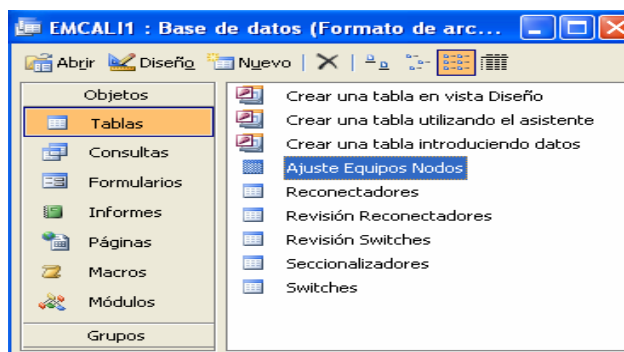 EMCALI1 : Base de datos (Formato de arc...
Abrir Diseño Nuevo
Objetos
Tablas
Consultas
Formularios
Informes
Páginas
Macros
Módulos
Grupos
Crear una tabla en vista Diseño
Crear una tabla utilizando el asistente
Crear una tabla introduciendo datos
Ajuste Equipos Nodos
Reconectadores
Revisión Reconectadores
Revisión Switches
Seccionalizadores
Switches